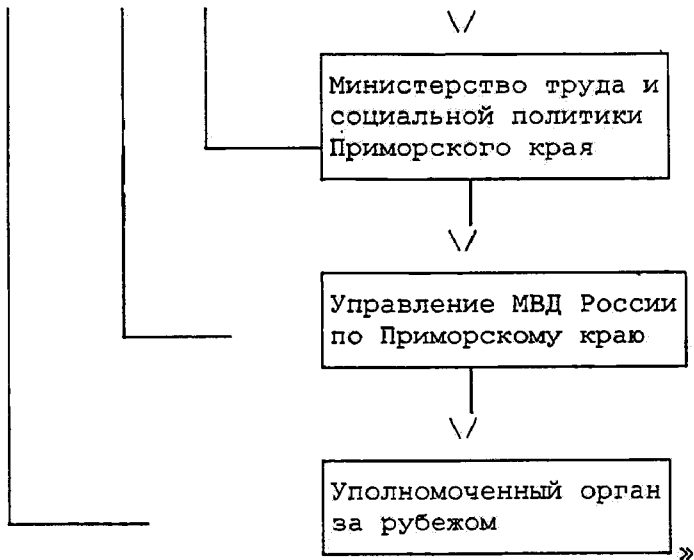 \/
Министерство труда и
социальной политики
Приморского края
\/
Управление МВД России
по Приморскому краю
\/
Уполномоченный орган
за рубежом
»